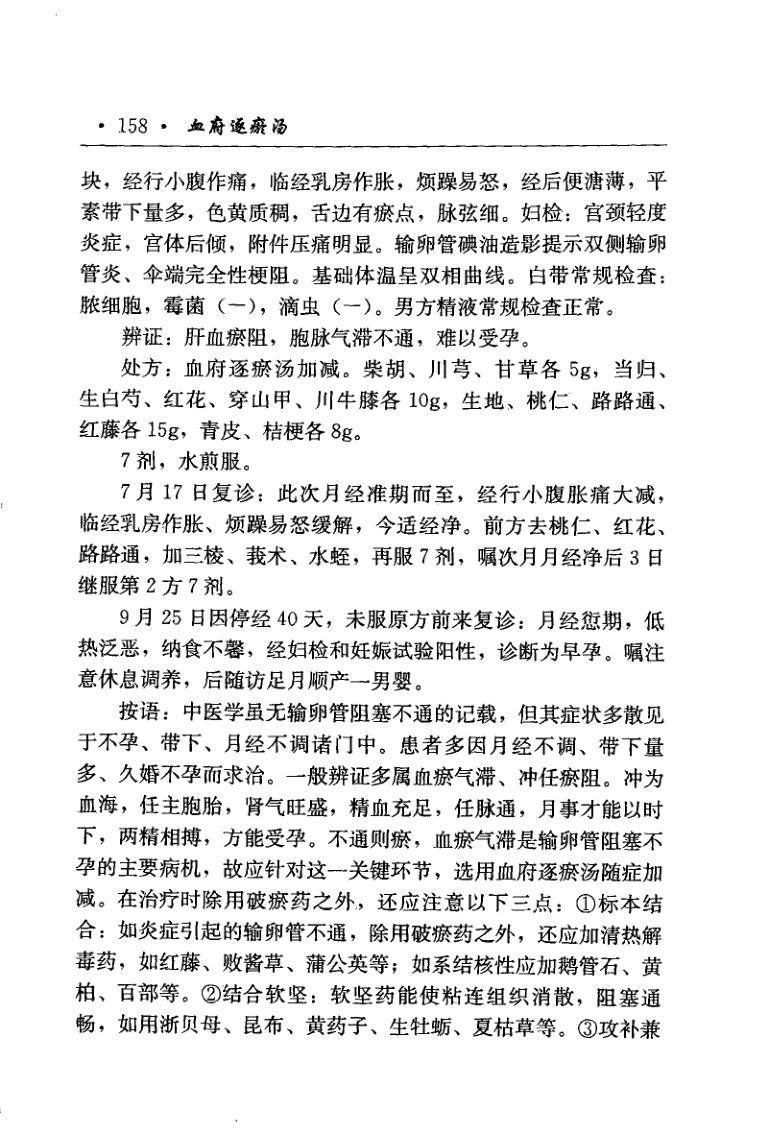 · 158 · 血府逐瘀汤
块，经行小腹作痛，临经乳房作胀，烦躁易怒，经后便溏薄，平
素带下量多，色黄质稠，舌边有瘀点，脉弦细。妇检：宫颈轻度
炎症，宫体后倾，附件压痛明显。输卵管碘油造影提示双侧输卵
管炎、伞端完全性梗阻。基础体温呈双相曲线。白带常规检查：
脓细胞，霉菌（一），滴虫（一）。男方精液常规检查正常。
辨证：肝血瘀阻，胞脉气滞不通，难以受孕。
处方：血府逐瘀汤加减。柴胡、川芎、甘草各 5g，当归、
生白芍、红花、穿山甲、川牛膝各 10g，生地、桃仁、路路通、
红藤各 15g，青皮、桔梗各 8g。
7 剂，水煎服。
7 月 17 日复诊：此次月经准期而至，经行小腹胀痛大减，
临经乳房作胀、烦躁易怒缓解，今适经净。前方去桃仁、红花、
路路通，加三棱、莪术、水蛭，再服 7 剂，嘱次月月经净后 3 日
继服第 2 方 7 剂。
9 月 25 日因停经 40 天，未服原方前来复诊：月经愆期，低
热泛恶，纳食不馨，经妇检和妊娠试验阳性，诊断为早孕。嘱注
意休息调养，后随访足月顺产一男婴。
按语：中医学虽无输卵管阻塞不通的记载，但其症状多散见
于不孕、带下、月经不调诸门中。患者多因月经不调、带下量
多、久婚不孕而求治。一般辨证多属血瘀气滞、冲任瘀阻。冲为
血海，任主胞胎，肾气旺盛，精血充足，任脉通，月事才能以时
下，两精相搏，方能受孕。不通则瘀，血瘀气滞是输卵管阻塞不
孕的主要病机，故应针对这一关键环节，选用血府逐瘀汤随症加
减。在治疗时除用破瘀药之外，还应注意以下三点：①标本结
合：如炎症引起的输卵管不通，除用破瘀药之外，还应加清热解
毒药，如红藤、败酱草、蒲公英等；如系结核性应加鹅管石、黄
柏、百部等。②结合软坚：软坚药能使粘连组织消散，阻塞通
畅，如用浙贝母、昆布、黄药子、生牡蛎、夏枯草等。③攻补兼